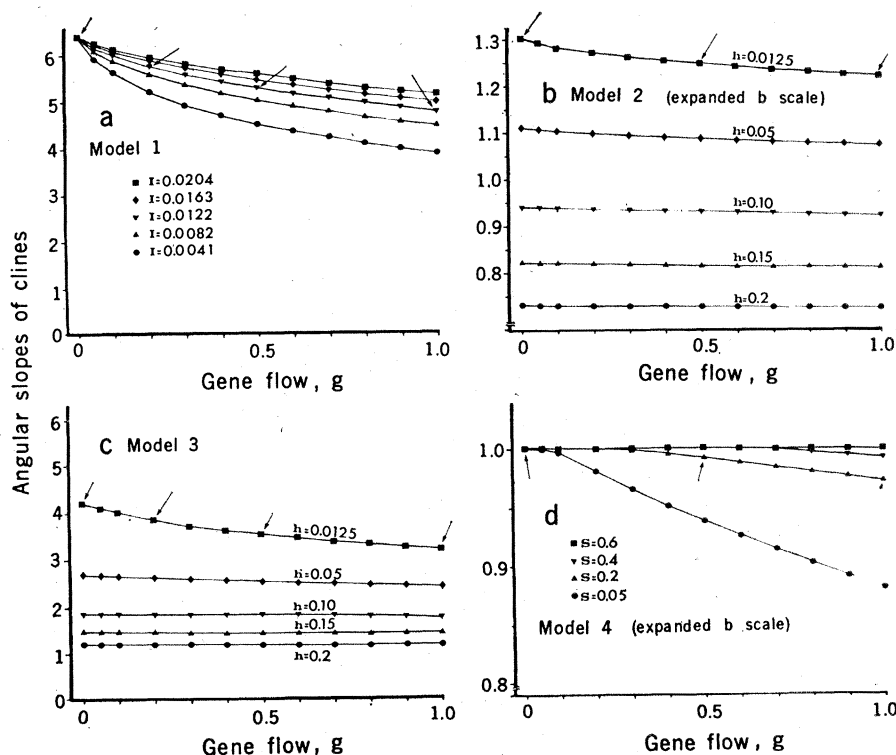 Angular slopes of clines
6
5
4
3
2
1
0
a
Model 1
I=0.0204
I=0.0163
I=0.0122
I=0.0082
I=0.0041
0
0.5
1.0
Gene flow, g
1.3
1.2
1.1
1.0
0.9
0.8
h=0.0125
b Model 2 (expanded b scale)
h=0.05
h=0.10
h=0.15
h=0.2
0
0.5
1.0
Gene flow, g
6
5
4
3
2
1
0
c Model 3
h=0.0125
h=0.05
h=0.10
h=0.15
h=0.2
0
0.5
1.0
Gene flow, g
1.0
0.9
0.8
d
S=0.6
S=0.4
S=0.2
S=0.05
Model 4 (expanded b scale)
0
0.5
1.0
Gene flow, g